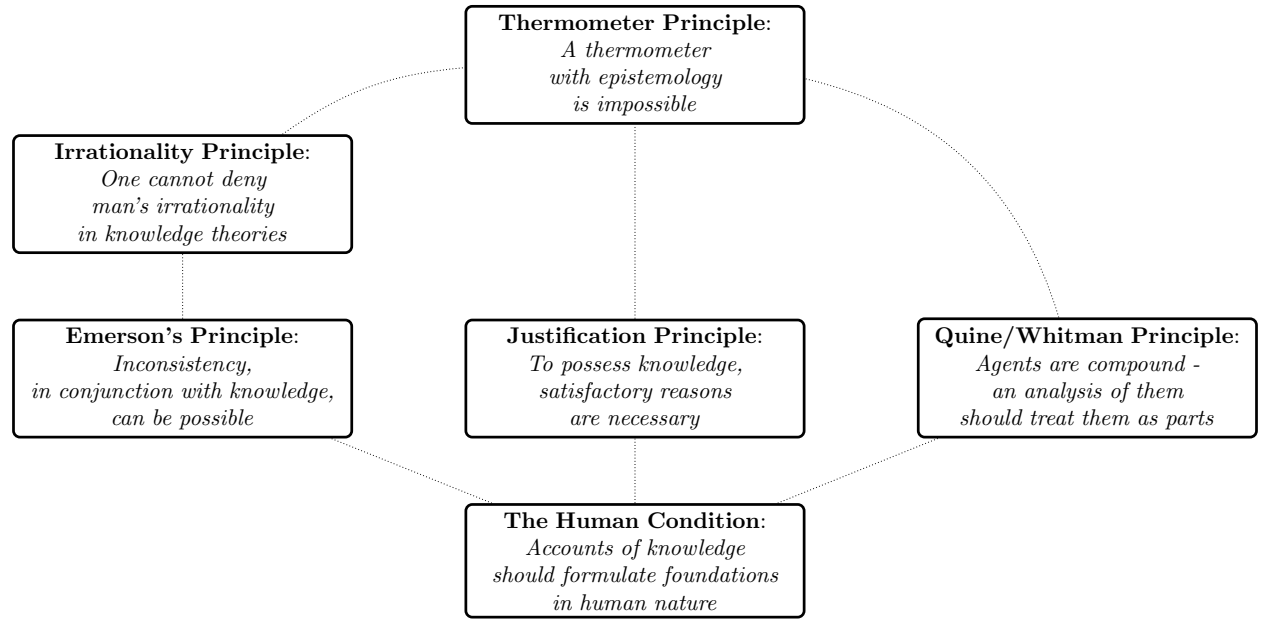 Thermometer Principle:
A thermometer
with epistemology
is impossible
Irrationality Principle:
One cannot deny
man's irrationality
in knowledge theories
Emerson's Principle:
Inconsistency,
in conjunction with knowledge,
can be possible
Justification Principle:
To possess knowledge,
satisfactory reasons
are necessary
Quine/Whitman Principle:
Agents are compound -
an analysis of them
should treat them as parts
The Human Condition:
Accounts of knowledge
should formulate foundations
in human nature